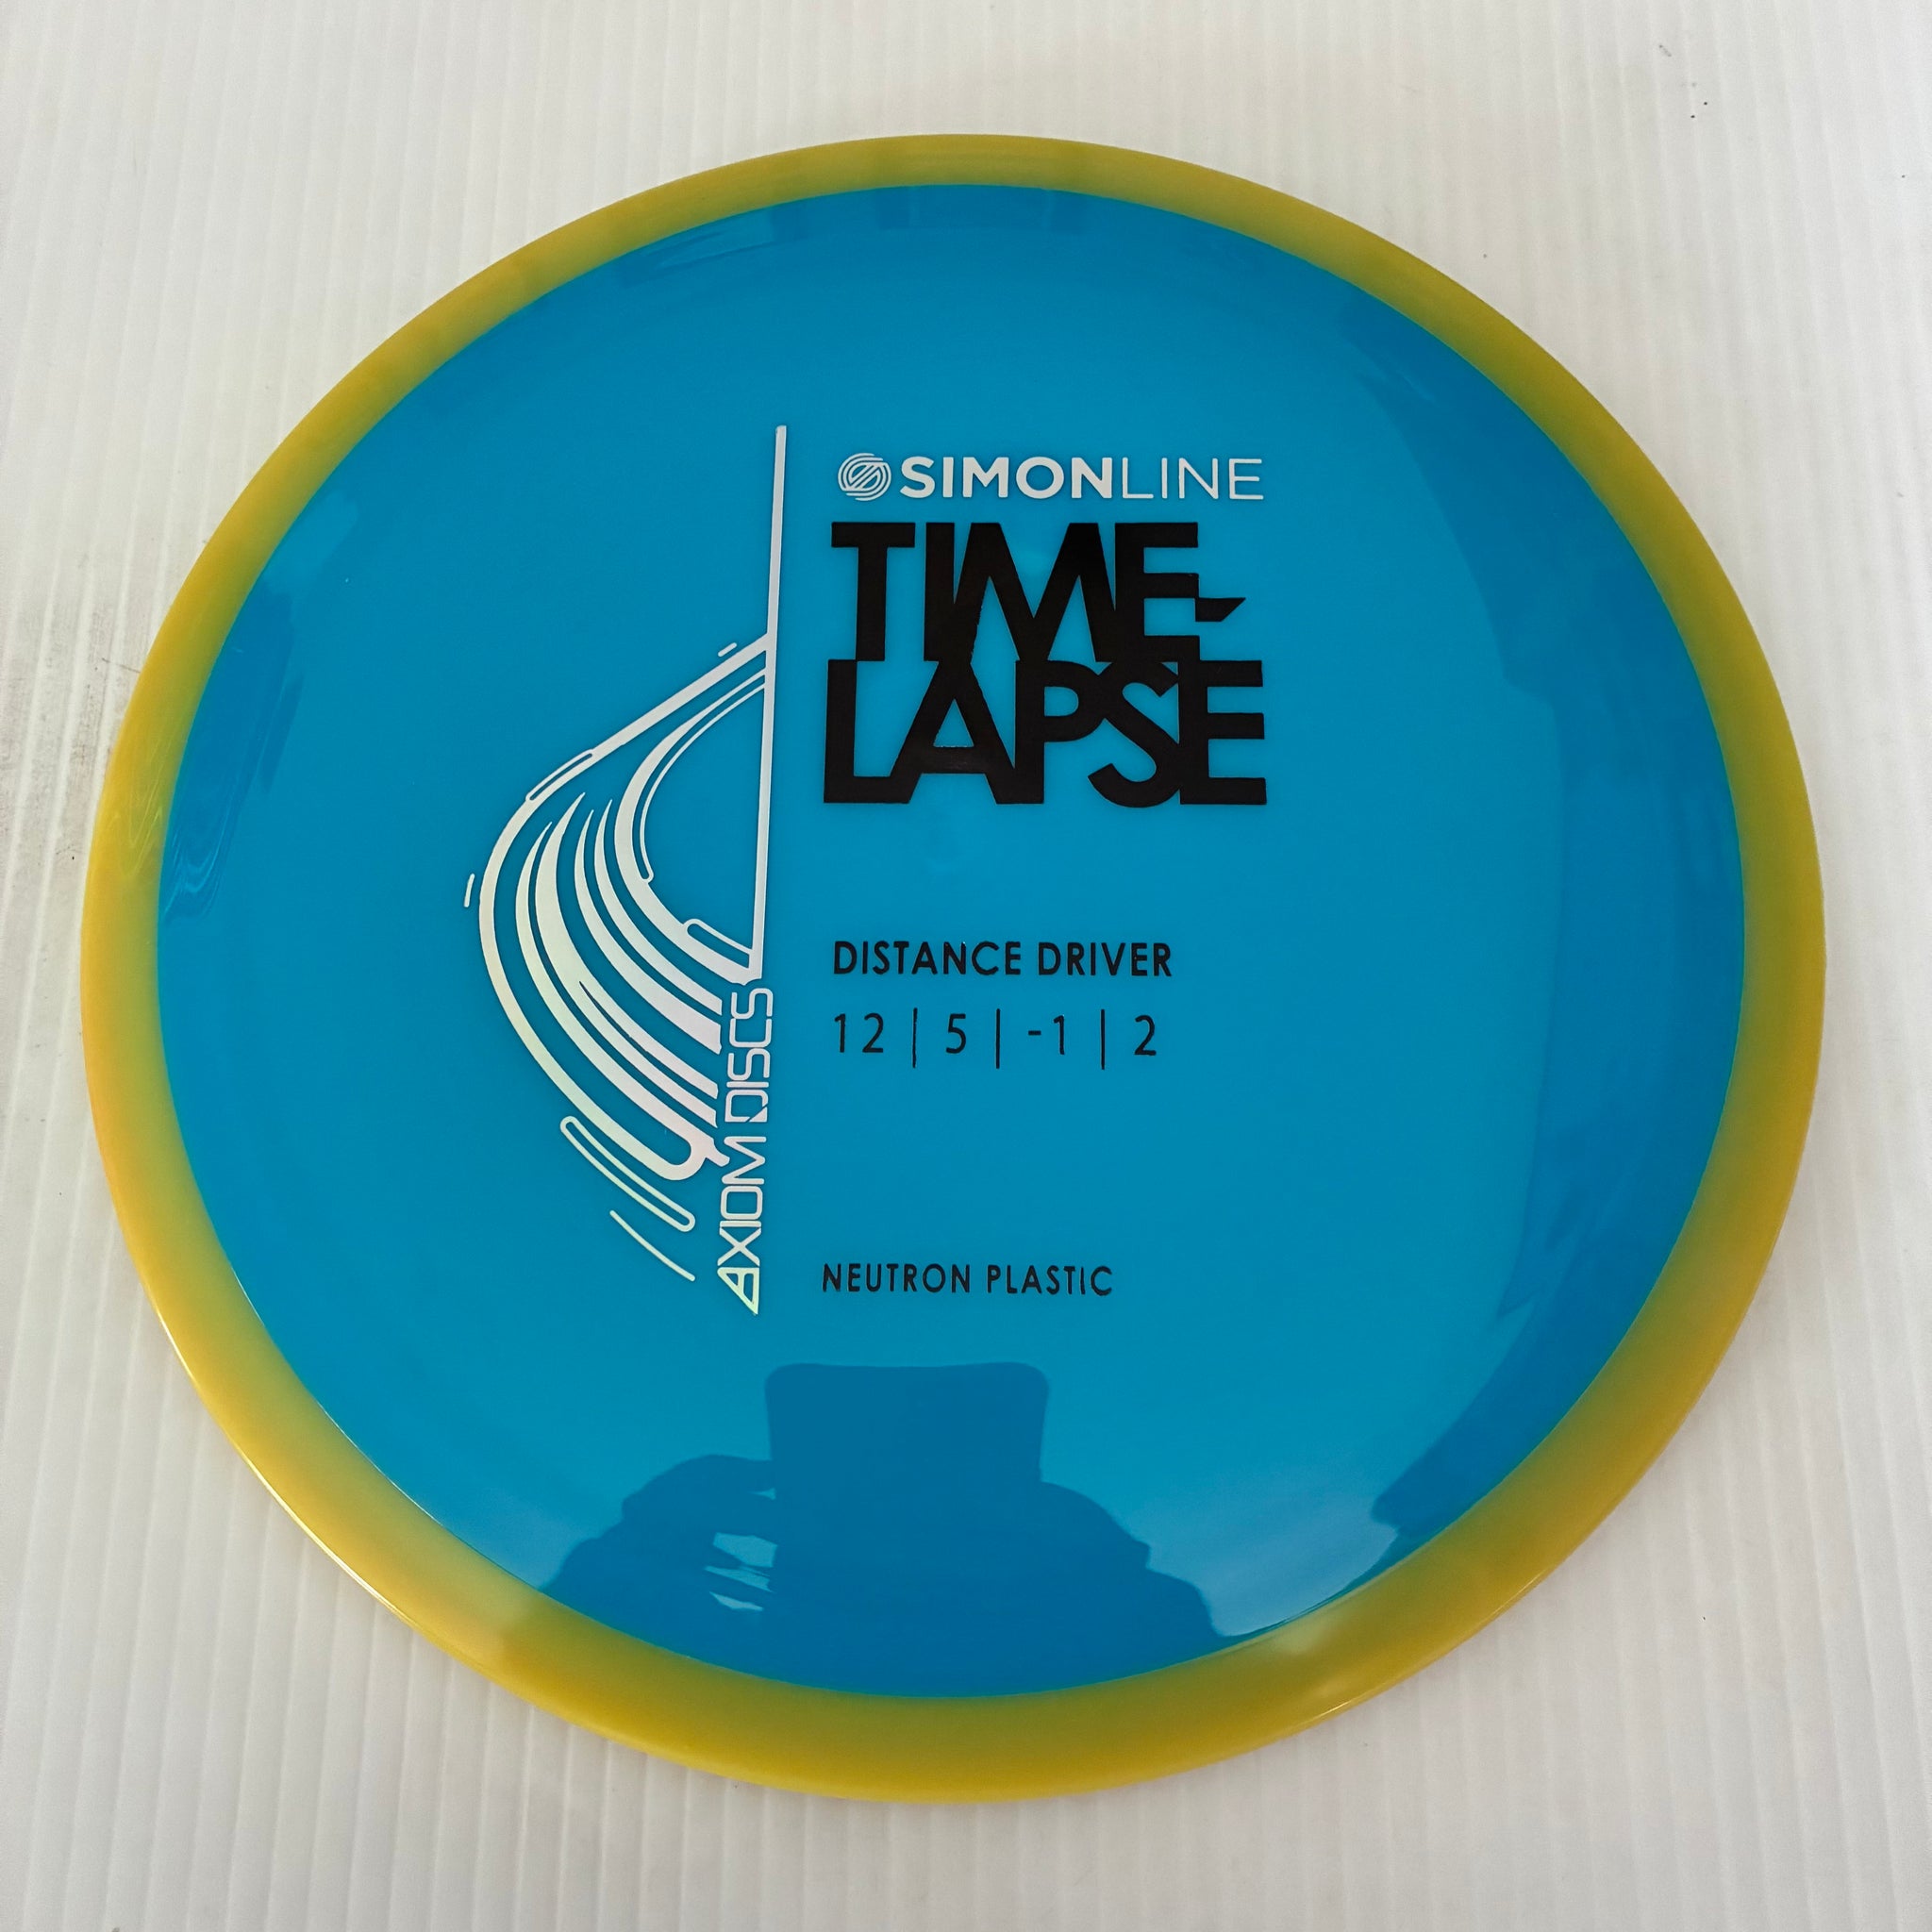 SIMONLINE
TIME-
LAPSE
DISTANCE DRIVER
12 | 5 | -1 | 2
AXIOM DISCS
NEUTRON PLASTIC